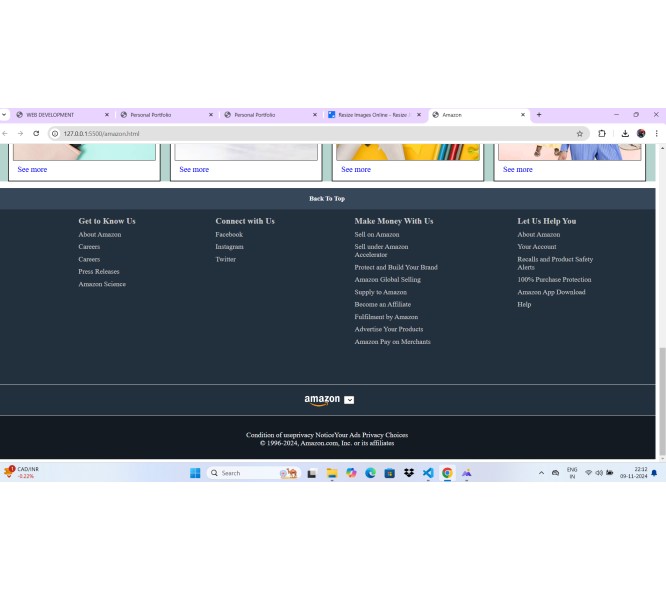 WEB DEVELOPMENT
Personal Portfolio
Personal Portfolio
Resize Images Online - Resize
Amazon
127.0.0.1:5500/amazon.html
See more
See more
See more
See more
Back To Top
Get to Know Us
About Amazon
Careers
Careers
Press Releases
Amazon Science
Connect with Us
Facebook
Instagram
Twitter
Make Money With Us
Sell on Amazon
Sell under Amazon
Accelerator
Protect and Build Your Brand
Amazon Global Selling
Supply to Amazon
Become an Affiliate
Fulfilment by Amazon
Advertise Your Products
Amazon Pay on Merchants
Let Us Help You
About Amazon
Your Account
Recalls and Product Safety
Alerts
100% Purchase Protection
Amazon App Download
Help
amazon
Condition of useprivacy NoticeYour Ads Privacy Choices
© 1996-2024, Amazon.com, Inc. or its affiliates
1
CAD/INR
-0.22%
Search
ENG
IN
22:12
09-11-2024